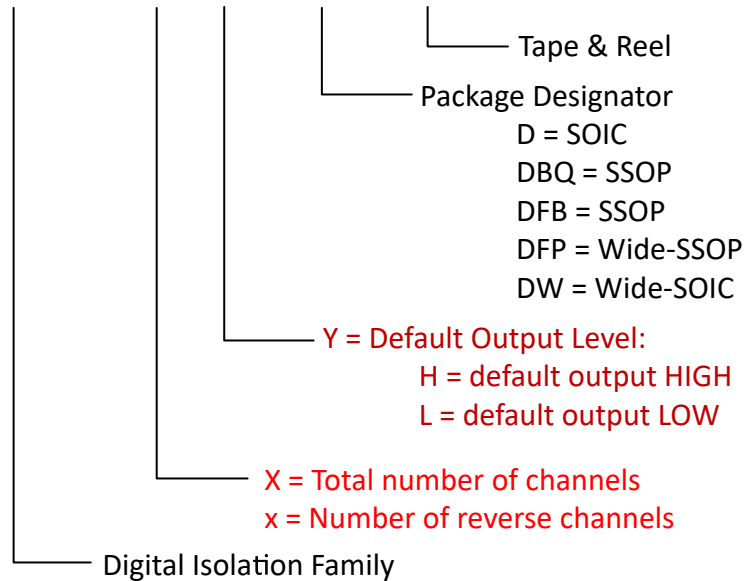 Tape & Reel
Package Designator
D = SOIC
DBQ = SSOP
DFB = SSOP
DFP = Wide-SSOP
DW = Wide-SOIC
Y = Default Output Level:
H = default output HIGH
L = default output LOW
X = Total number of channels
x = Number of reverse channels
Digital Isolation Family